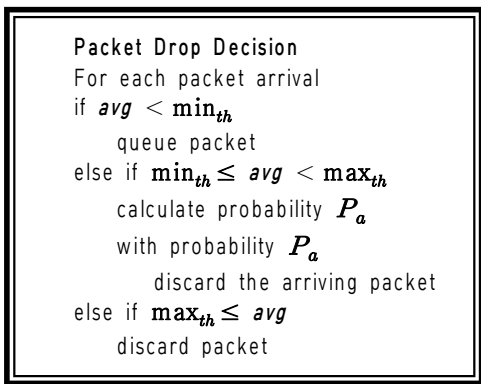 Packet Drop Decision
For each packet arrival
if avg < min_th
queue packet
else if min_th ≤ avg < max_th
calculate probability P_a
with probability P_a
discard the arriving packet
else if max_th ≤ avg
discard packet